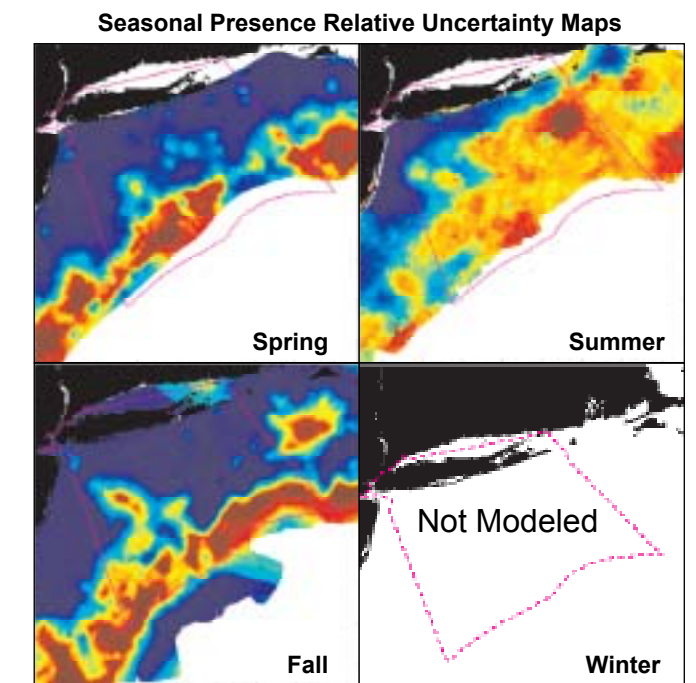 Seasonal Presence Relative Uncertainty Maps
Spring
Summer
Not Modeled
Fall
Winter